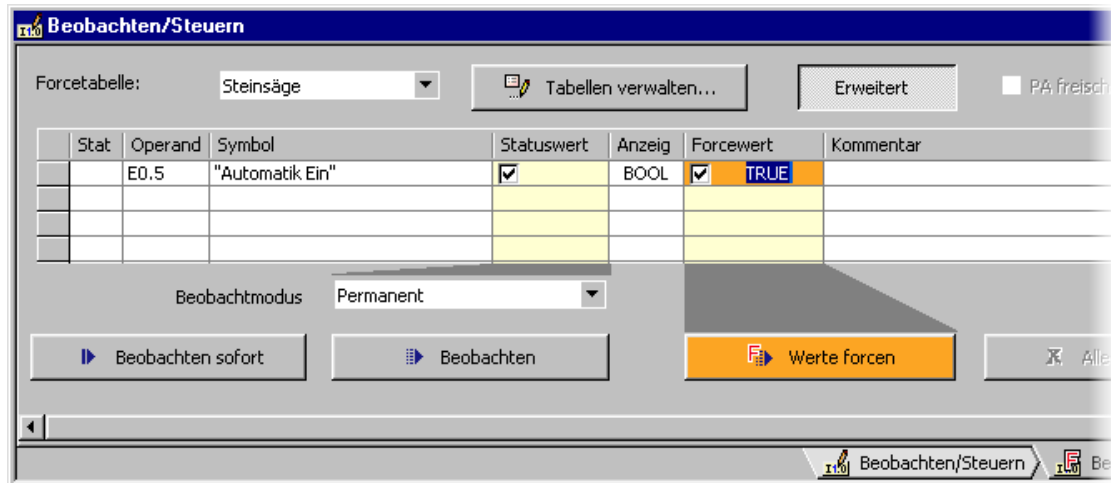 Beobachten/Steuern
Forcetabelle: Steinsäge Tabellen verwalten... Erweitert PA freisch
Stat Operand Symbol Statuswert Anzeig Forcewert Kommentar
E0.5 "Automatik Ein" BOOL TRUE
Beobachtmodus Permanent
Beobachten sofort Beobachten Werte forcen Alle
Beobachten/Steuern Be